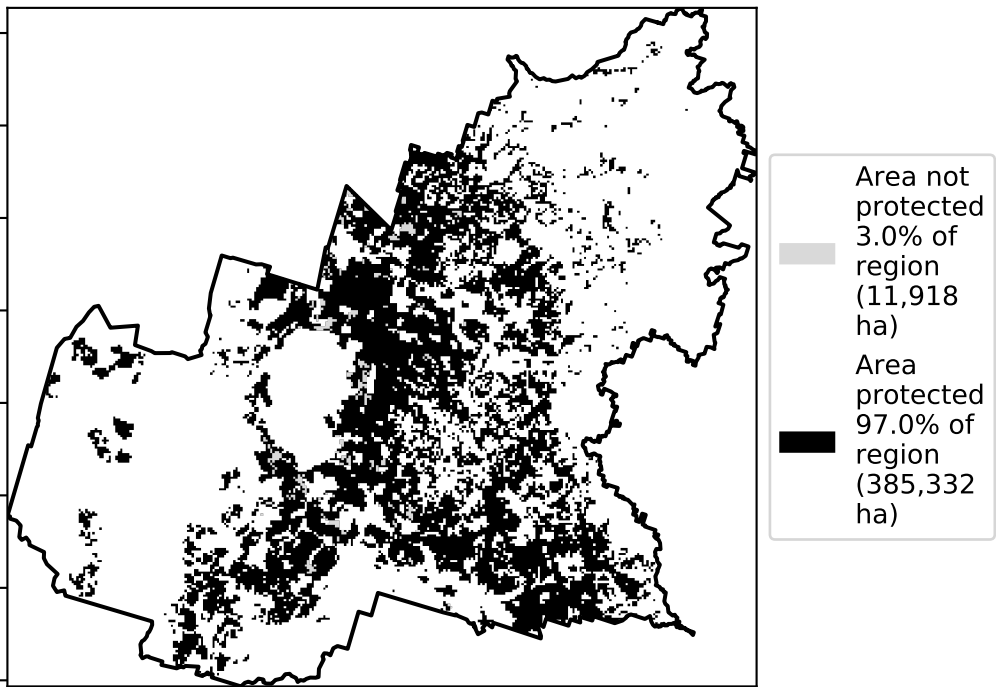 Area not
protected
3.0% of
region
(11,918
ha)
Area
protected
97.0% of
region
(385,332
ha)